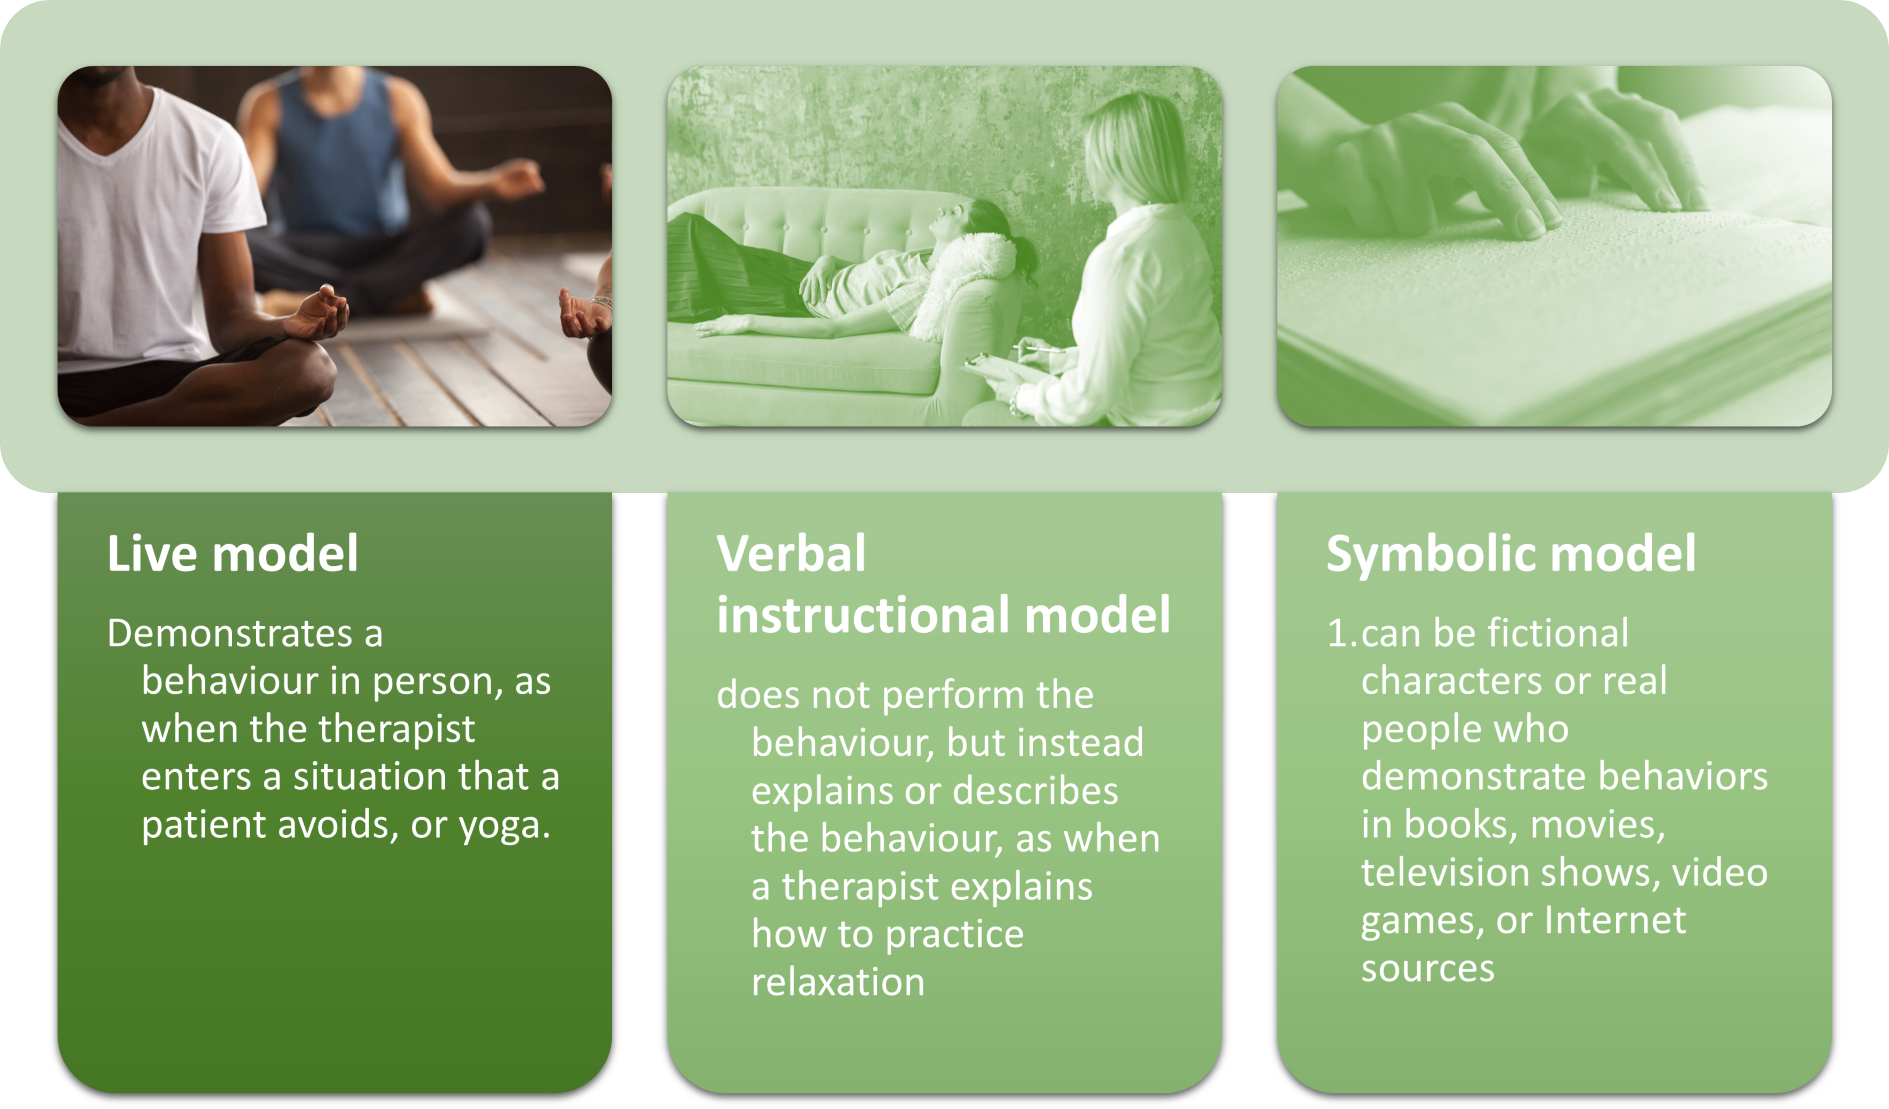 Live model
Demonstrates a
behaviour in person, as
when the therapist
enters a situation that a
patient avoids, or yoga.
Verbal
instructional model
does not perform the
behaviour, but instead
explains or describes
the behaviour, as when
a therapist explains
how to practice
relaxation
Symbolic model
1.can be fictional
characters or real
people who
demonstrate behaviors
in books, movies,
television shows, video
games, or Internet
sources